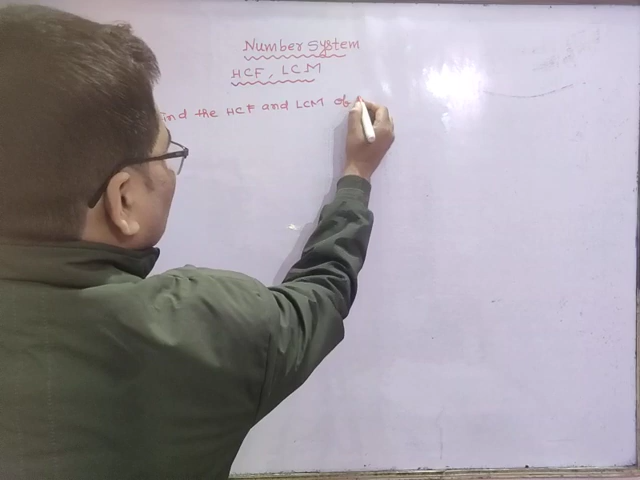 Number System
HCF, LCM
ind the HCF and LCM of